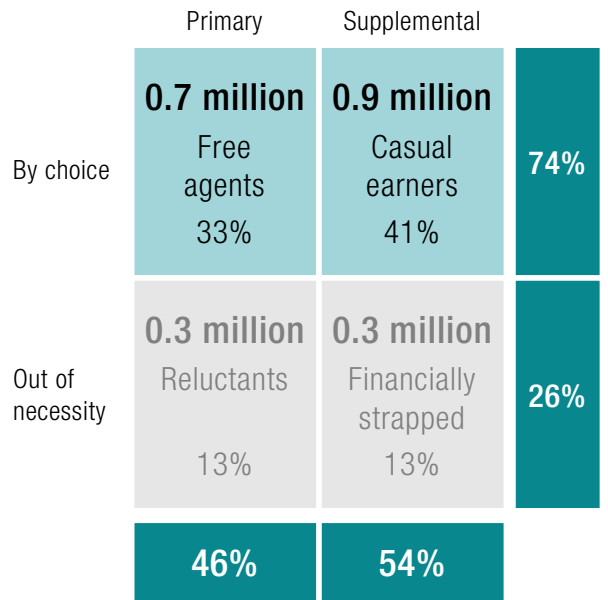 Primary
Supplemental
By choice
0.7 million
Free
agents
33%
0.9 million
Casual
earners
41%
74%
Out of
necessity
0.3 million
Reluctants
13%
0.3 million
Financially
strapped
13%
26%
46%
54%